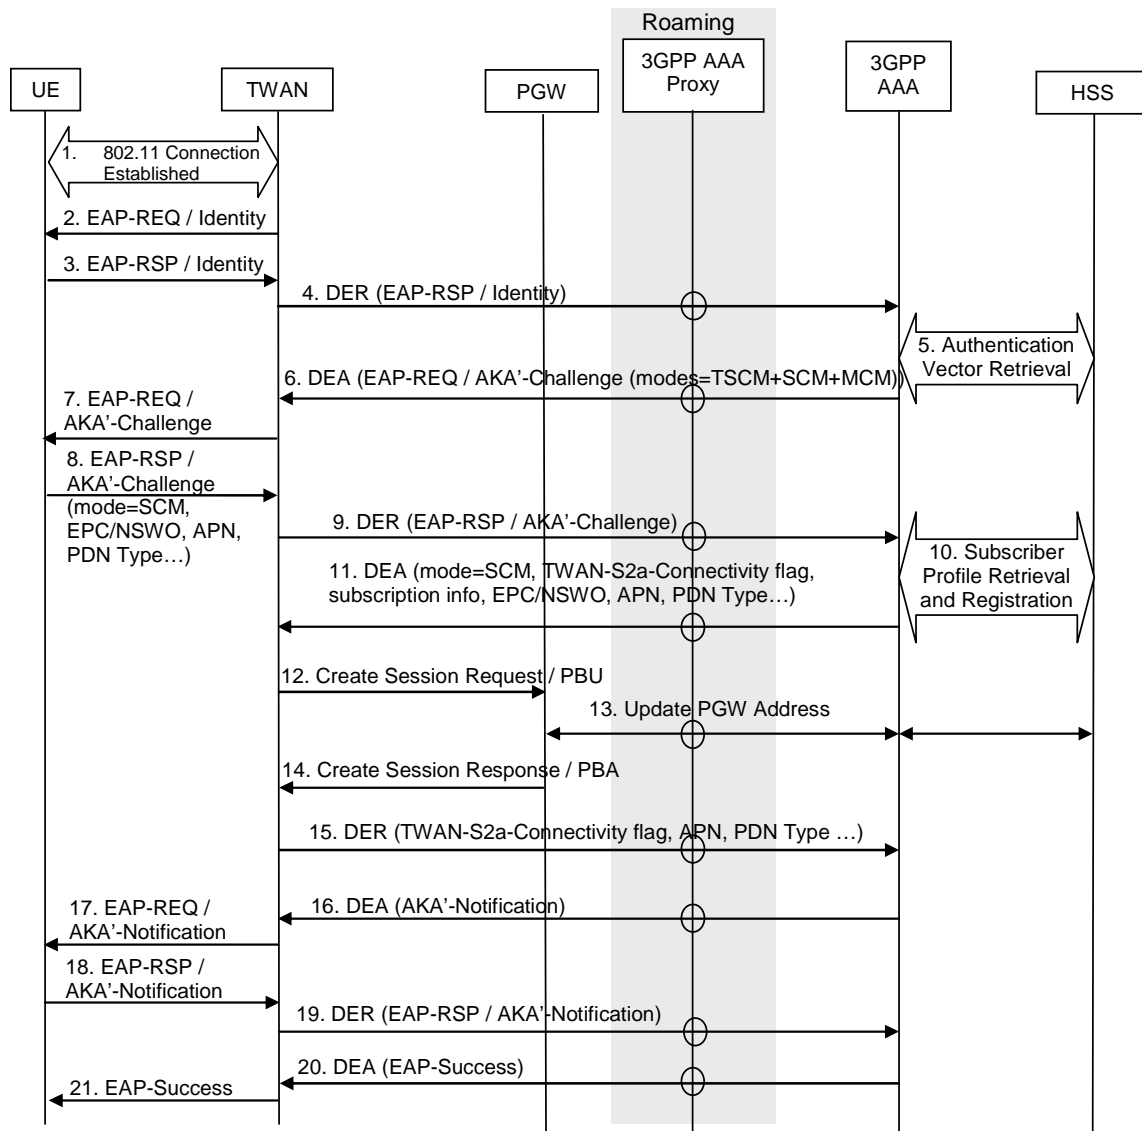 Roaming
UE
TWAN
PGW
3GPP AAA
Proxy
3GPP
AAA
HSS
1. 802.11 Connection
Established
2. EAP-REQ / Identity
3. EAP-RSP / Identity
4. DER (EAP-RSP / Identity)
5. Authentication
Vector Retrieval
6. DEA (EAP-REQ / AKA’-Challenge (modes=TSCM+SCM+MCM))
7. EAP-REQ /
AKA’-Challenge
8. EAP-RSP /
AKA’-Challenge
(mode=SCM,
EPC/NSWO, APN,
PDN Type…)
9. DER (EAP-RSP / AKA’-Challenge)
10. Subscriber
Profile Retrieval
and Registration
11. DEA (mode=SCM, TWAN-S2a-Connectivity flag,
subscription info, EPC/NSWO, APN, PDN Type…)
12. Create Session Request / PBU
13. Update PGW Address
14. Create Session Response / PBA
15. DER (TWAN-S2a-Connectivity flag, APN, PDN Type …)
16. DEA (AKA’-Notification)
17. EAP-REQ /
AKA’-Notification
18. EAP-RSP /
AKA’-Notification
19. DER (EAP-RSP / AKA’-Notification)
20. DEA (EAP-Success)
21. EAP-Success